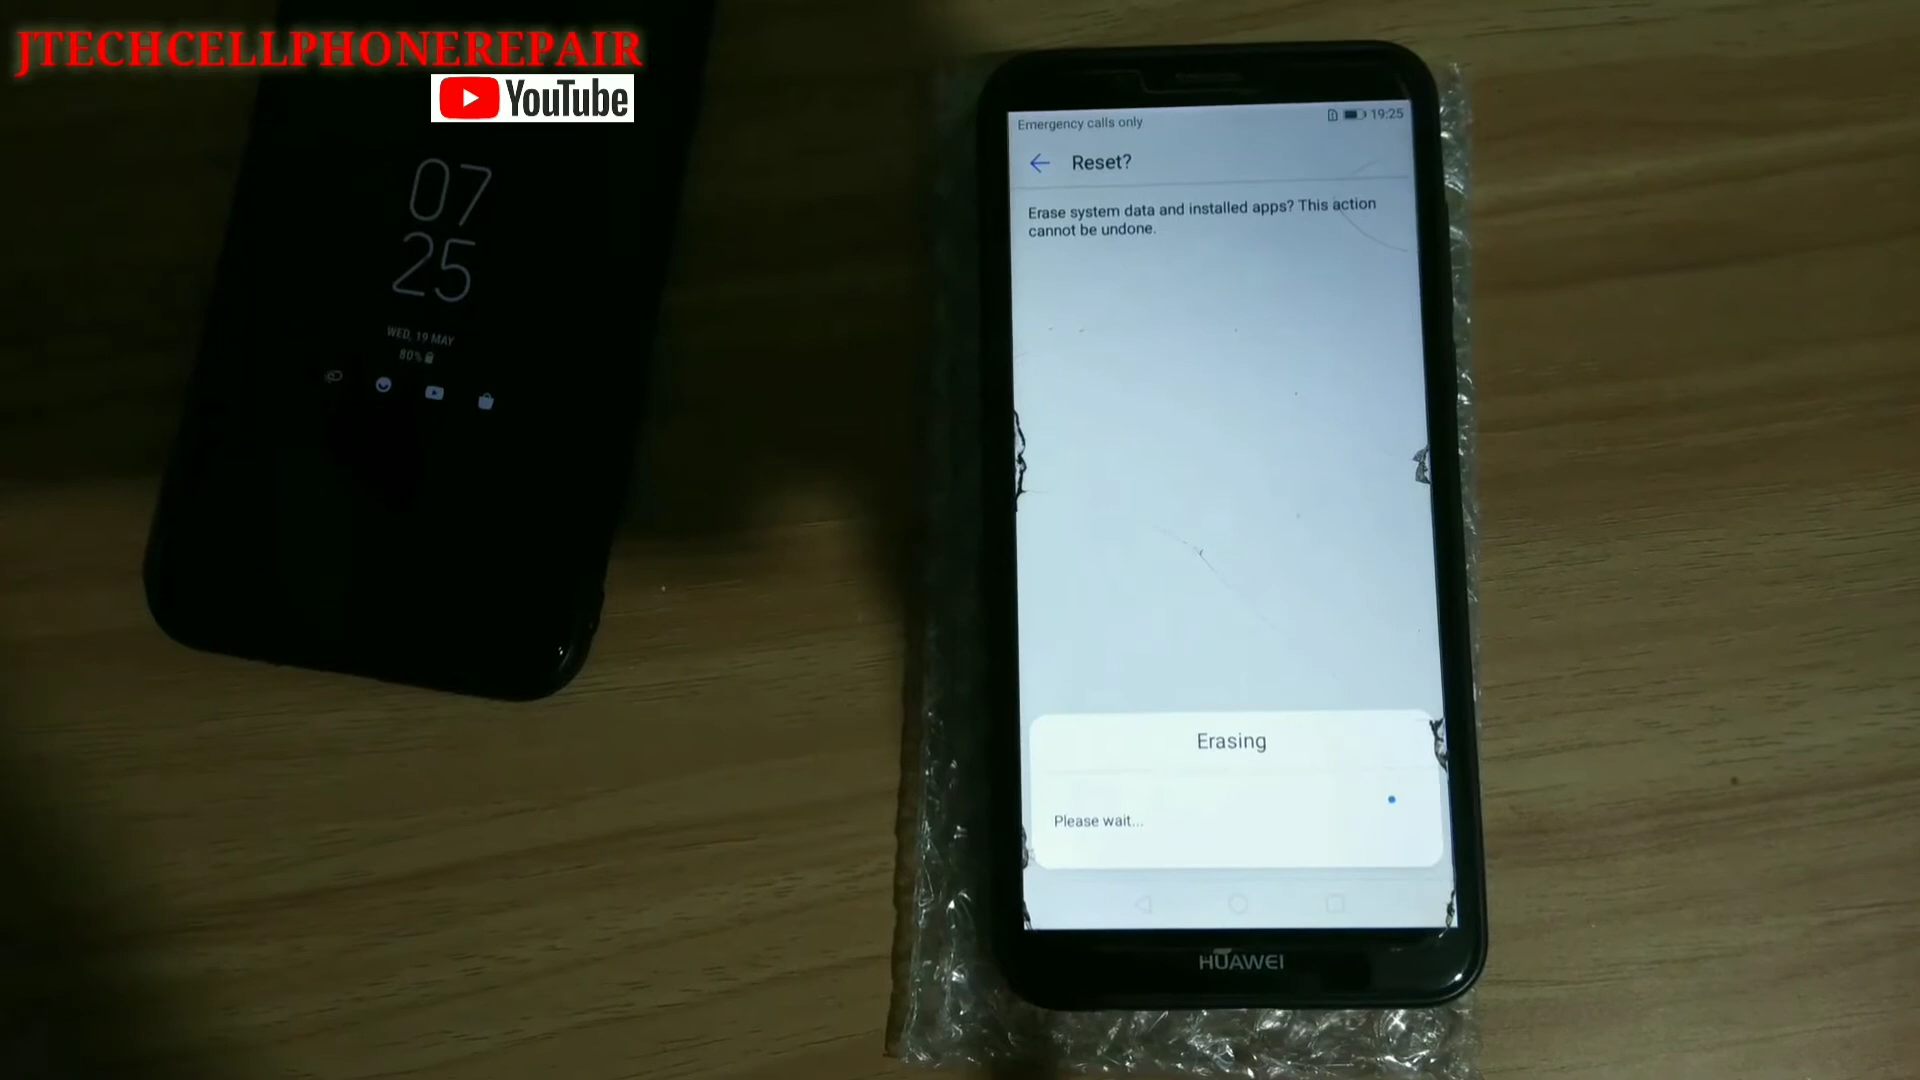 JTECHCELLPHONEREPAIR
YouTube
07
25
WED, 19 MAY
80%
Emergency calls only
19:25
Reset?
Erase system data and installed apps? This action
cannot be undone.
Erasing
Please wait...
HUAWEI